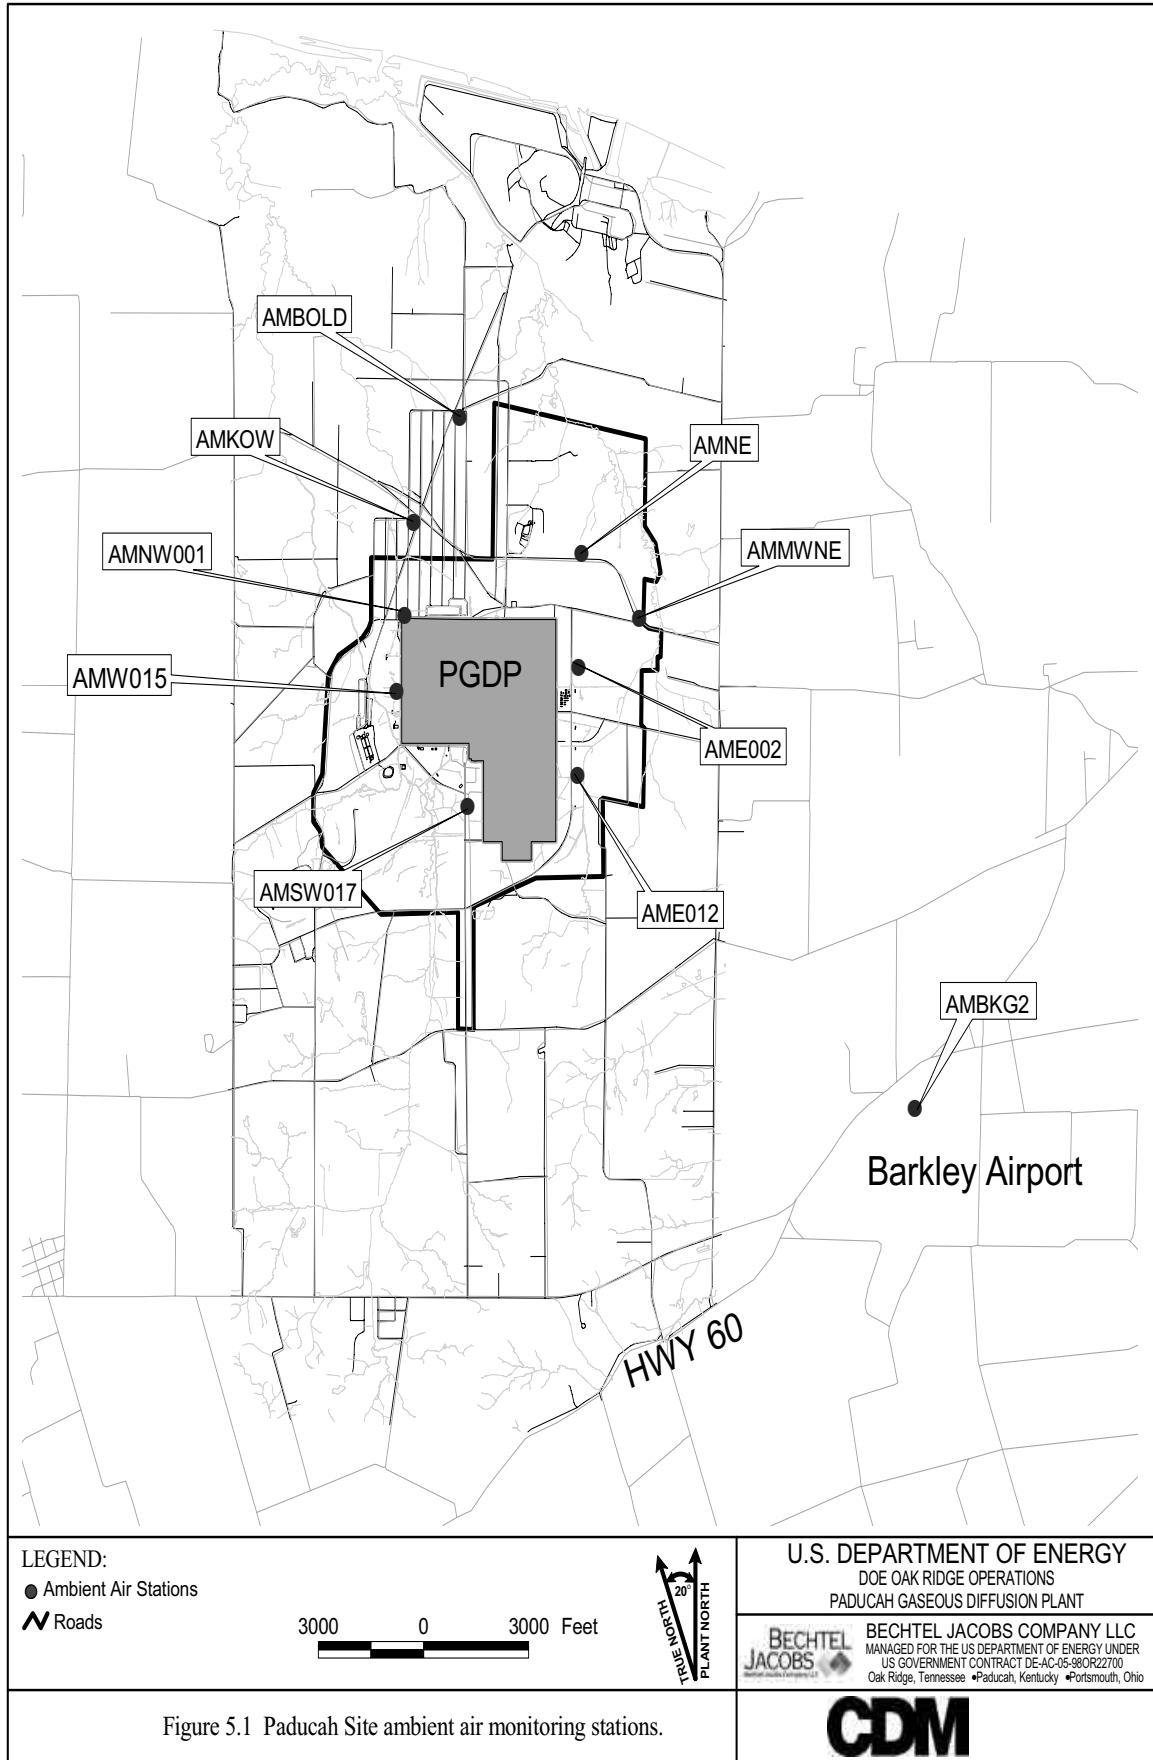 AMBOLD
AMKOW
AMNE
AMNW001
AMMWNE
AMW015
PGDP
AME002
AMSW017
AME012
AMBKG2
Barkley Airport
HWY 60
LEGEND:
Ambient Air Stations
Roads
3000 0 3000 Feet
20°
TRUE NORTH
PLANT NORTH
U.S. DEPARTMENT OF ENERGY
DOE OAK RIDGE OPERATIONS
PADUCAH GASEOUS DIFFUSION PLANT
BECHTEL
JACOBS
BECHTEL JACOBS COMPANY LLC
MANAGED FOR THE US DEPARTMENT OF ENERGY UNDER
US GOVERNMENT CONTRACT DE-AC-05-98OR22700
Oak Ridge, Tennessee •Paducah, Kentucky •Portsmouth, Ohio
Figure 5.1 Paducah Site ambient air monitoring stations.
CDM